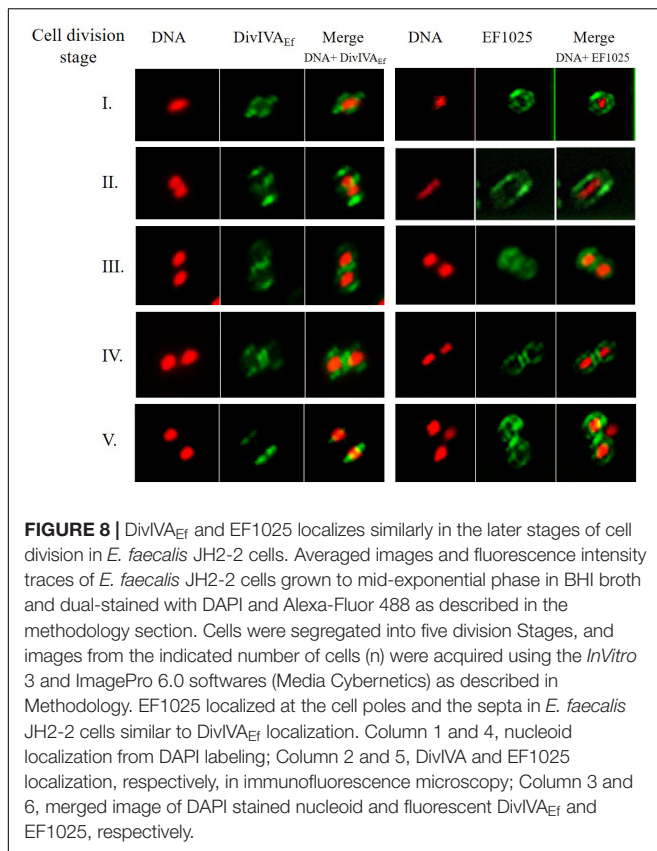 Cell division stage
DNA DivIVA_Ef Merge DNA+ DivIVA_Ef DNA EF1025 Merge DNA+ EF1025
I.
II.
III.
IV.
V.
FIGURE 8 | DivIVA_Ef and EF1025 localizes similarly in the later stages of cell
division in E. faecalis JH2-2 cells. Averaged images and fluorescence intensity
traces of E. faecalis JH2-2 cells grown to mid-exponential phase in BHI broth
and dual-stained with DAPI and Alexa-Fluor 488 as described in the
methodology section. Cells were segregated into five division Stages, and
images from the indicated number of cells (n) were acquired using the InVitro
3 and ImagePro 6.0 softwares (Media Cybernetics) as described in
Methodology. EF1025 localized at the cell poles and the septa in E. faecalis
JH2-2 cells similar to DivIVA_Ef localization. Column 1 and 4, nucleoid
localization from DAPI labeling; Column 2 and 5, DivIVA and EF1025
localization, respectively, in immunofluorescence microscopy; Column 3 and
6, merged image of DAPI stained nucleoid and fluorescent DivIVA_Ef and
EF1025, respectively.